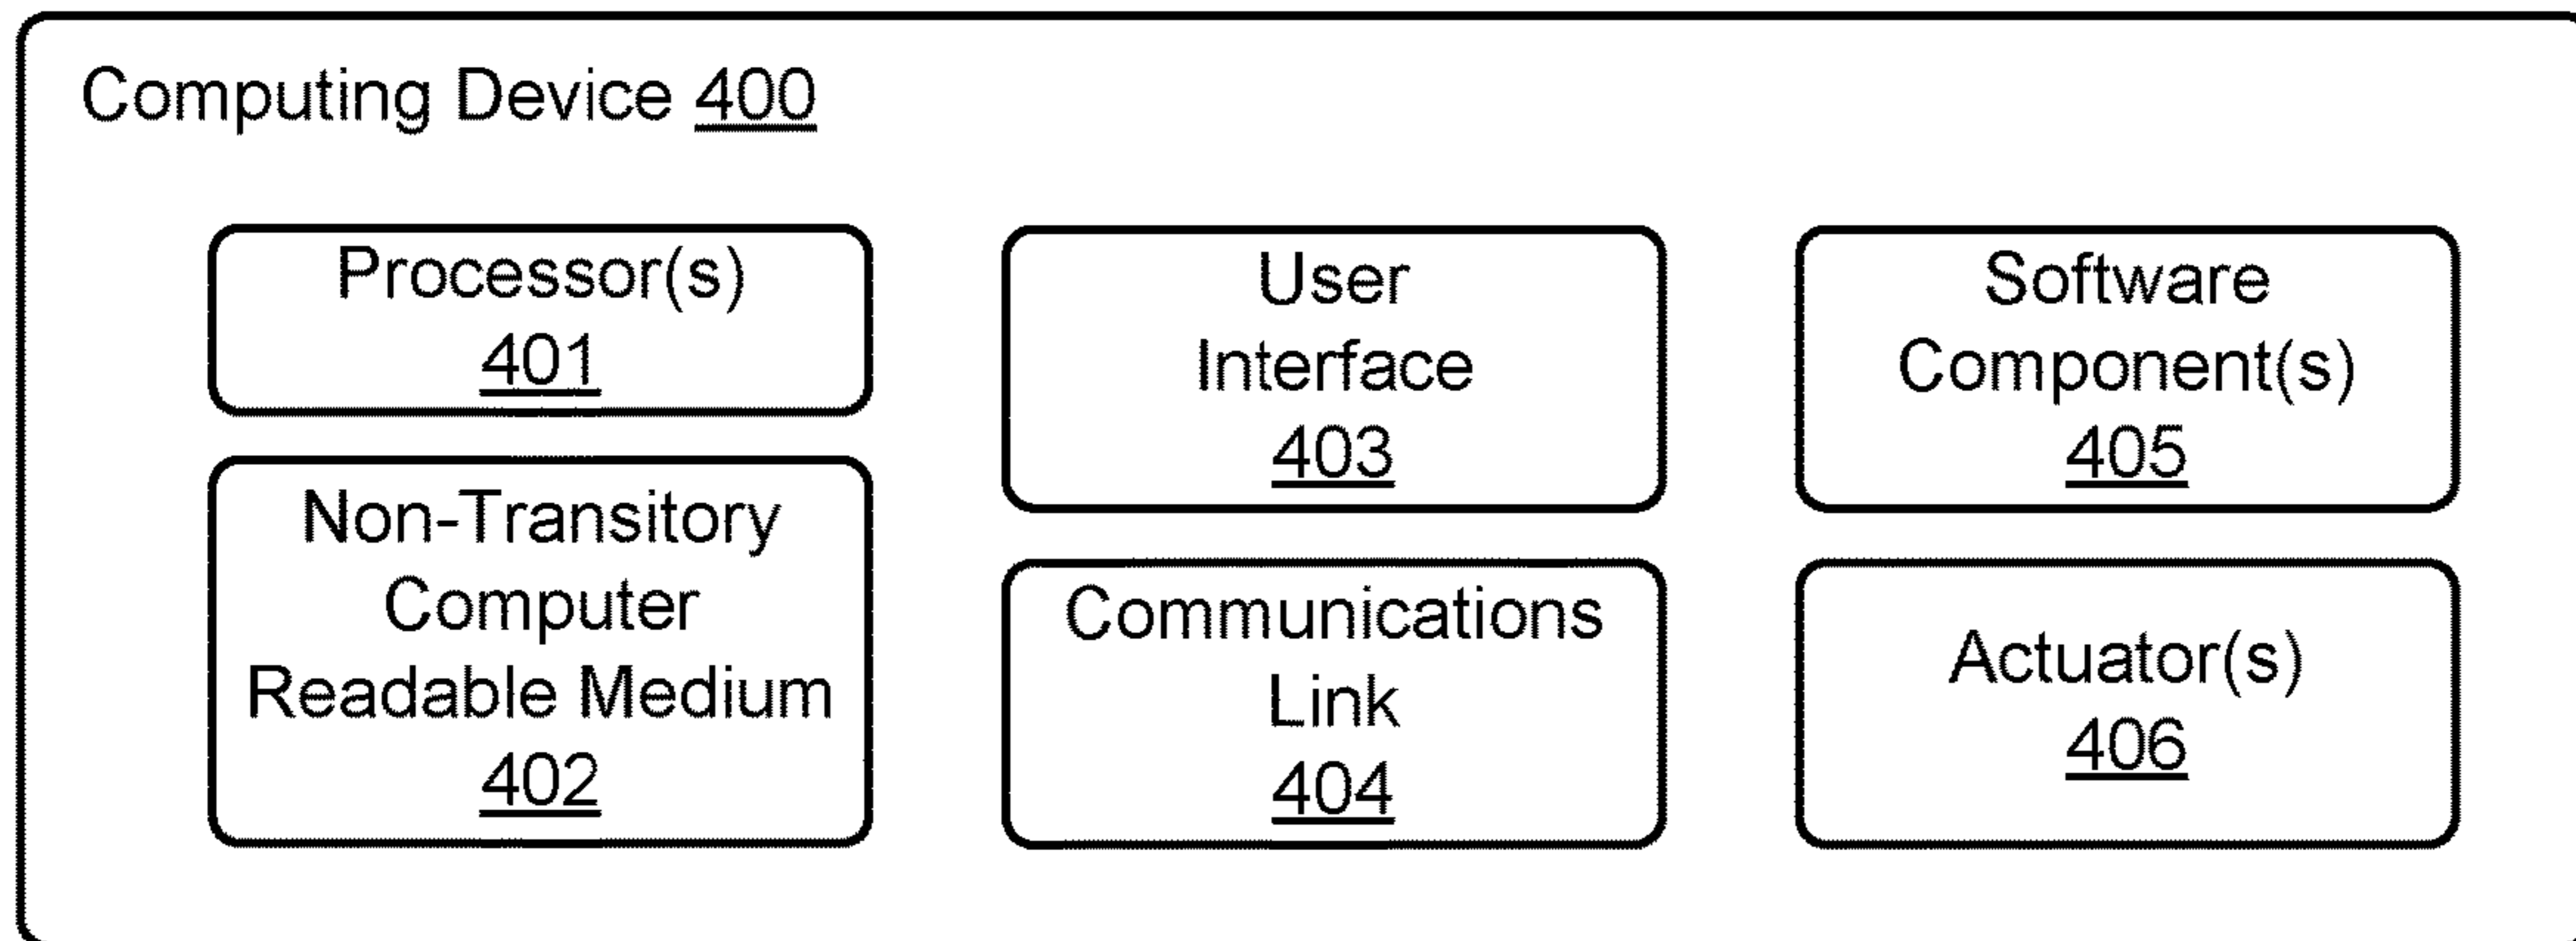 Computing Device 400
Processor(s)
401
Non-Transitory
Computer
Readable Medium
402
User
Interface
403
Communications
Link
404
Software
Component(s)
405
Actuator(s)
406